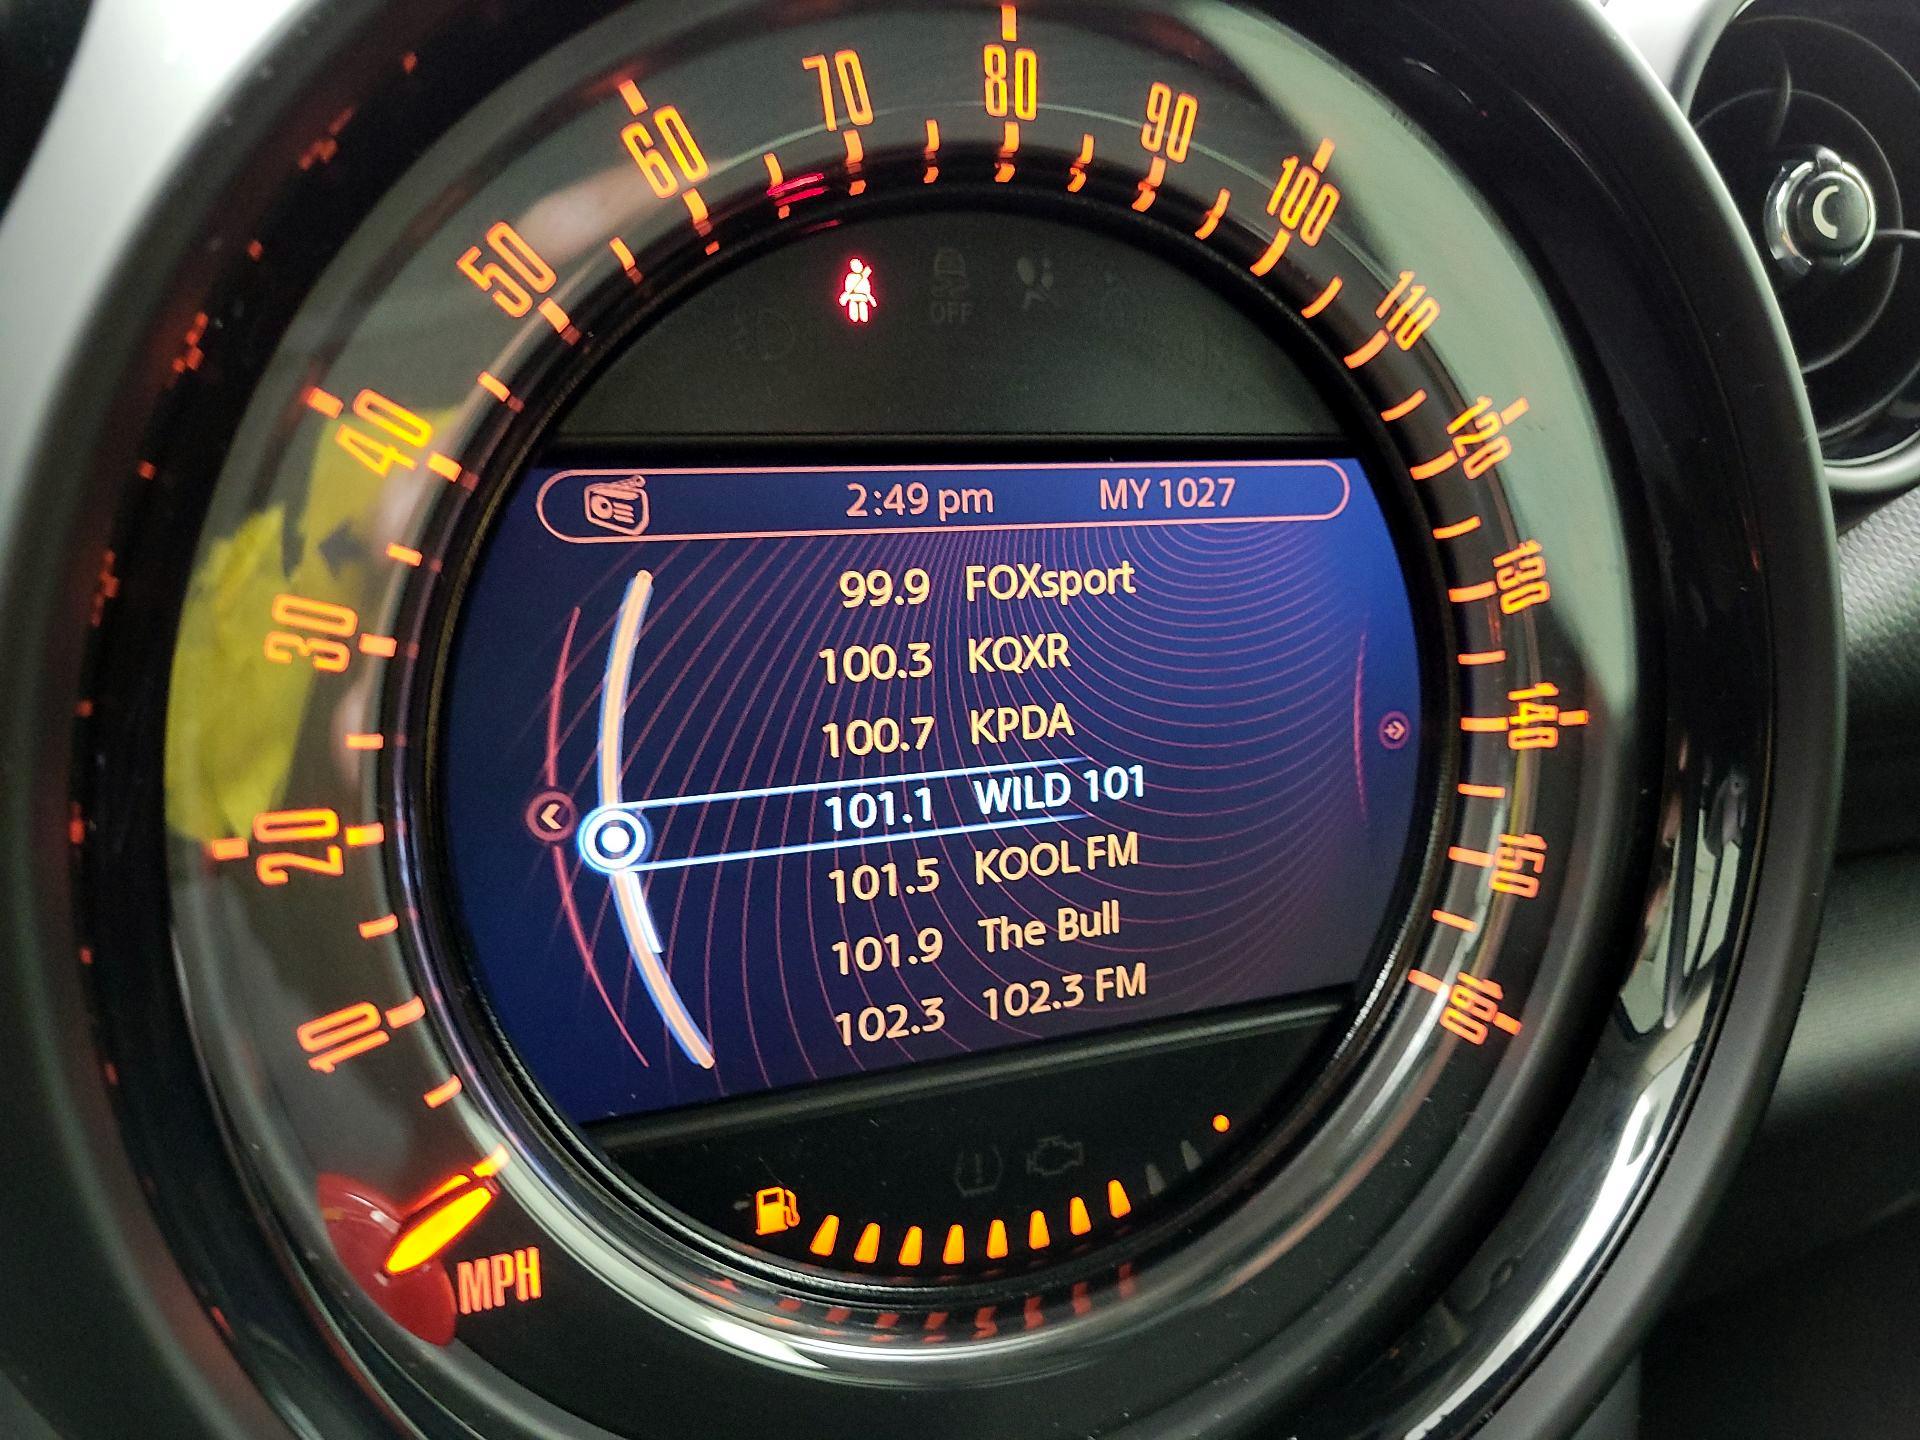 10
20
30
40
50
60
70
80
90
100
110
120
130
140
150
160
MPH
OFF
2:49 pm MY 1027
99.9 FOXsport
100.3 KQXR
100.7 KPDA
101.1 WILD 101
101.5 KOOL FM
101.9 The Bull
102.3 102.3 FM